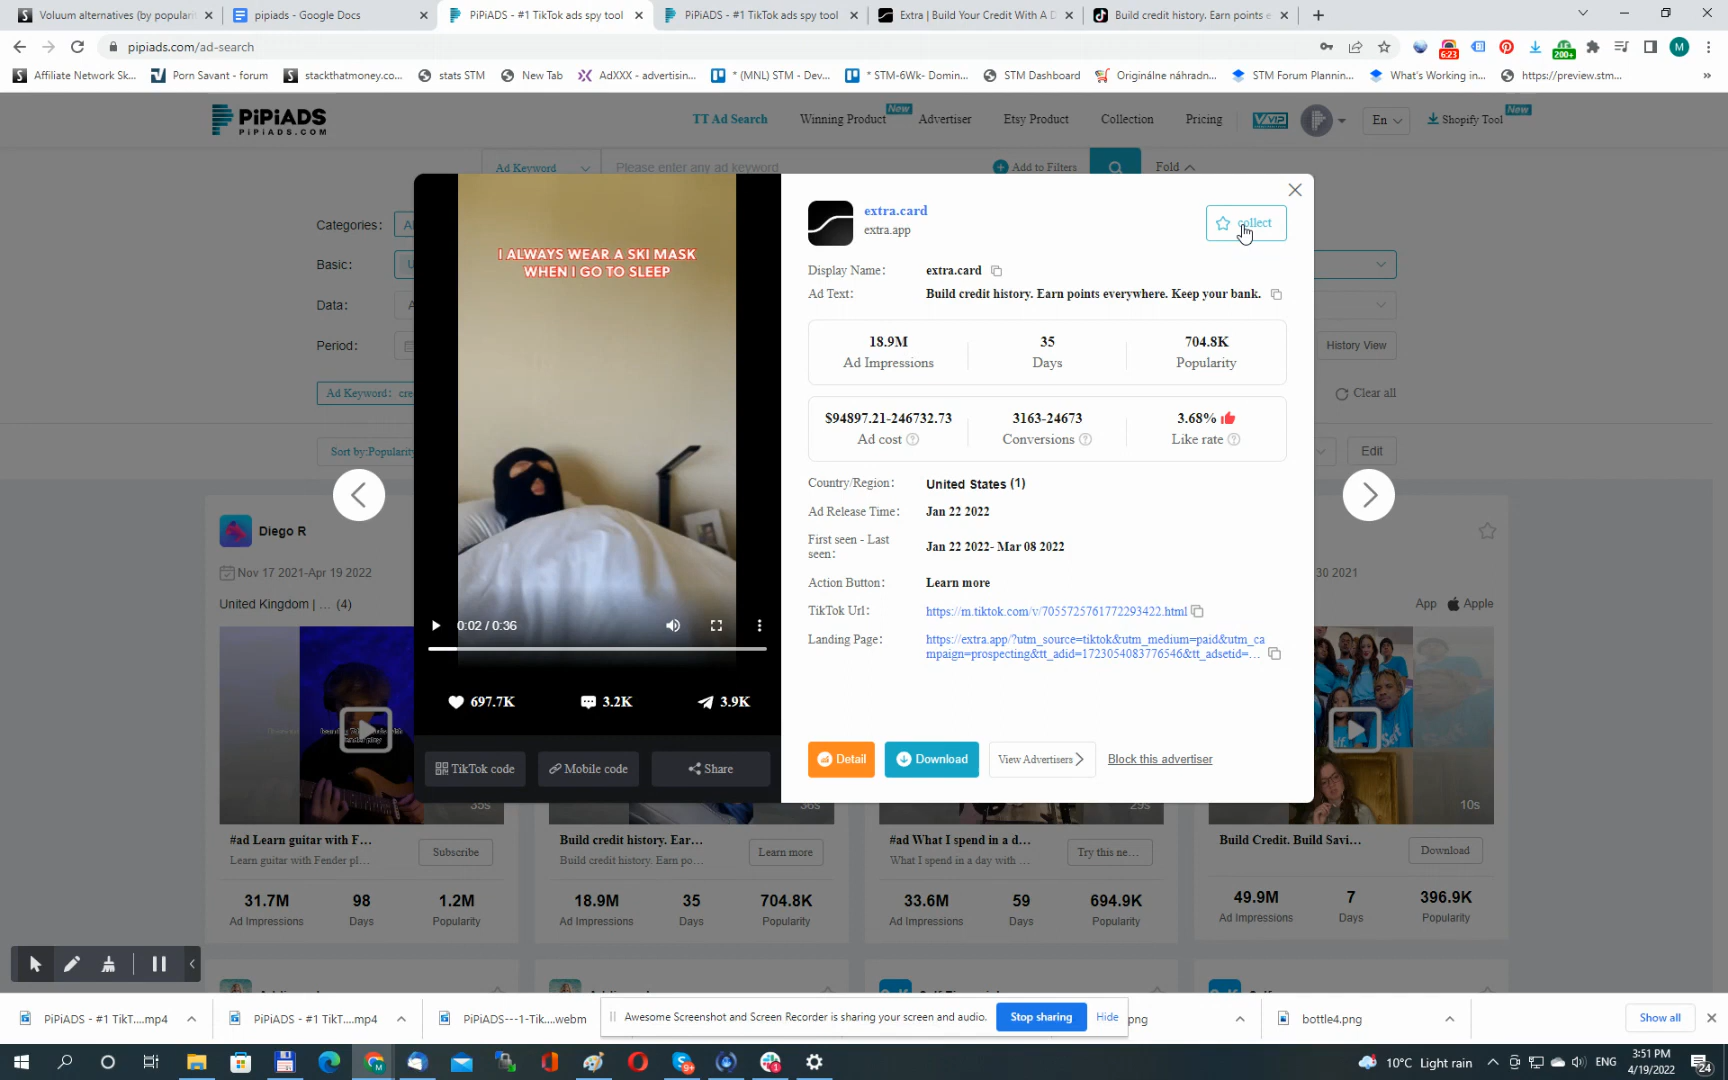 Voluum alternatives (by populari
pipiads - Google Docs
PiPiADS - #1 TikTok ads spy tool
PiPiADS - #1 TikTok ads spy tool
Extra | Build Your Credit With A D
Build credit history. Earn points e
pipiads.com/ad-search
6:23
200+
M
Affiliate Network Sk...
Porn Savant - forum
stackthatmoney.co...
stats STM
New Tab
AdXXX - advertisin...
* (MNL) STM - Dev...
* STM-6Wk- Domin...
STM Dashboard
Originálne náhradn...
STM Forum Plannin...
What's Working in...
https://preview.stm...
PiPiADS
PIPIADS.COM
TT Ad Search
Winning Product
New
Advertiser
Etsy Product
Collection
Pricing
VVIP
En
Shopify Tool
New
Ad Keyword
Please enter any ad keyword
Add to Filters
Fold
Categories:
Basic:
Data:
Period:
History View
Ad Keyword: cre
Clear all
Sort by:Popularity
Edit
I ALWAYS WEAR A SKI MASK
WHEN I GO TO SLEEP
0:02 / 0:36
697.7K
3.2K
3.9K
TikTok code
Mobile code
Share
extra.card
extra.app
collect
Display Name:
extra.card
Ad Text:
Build credit history. Earn points everywhere. Keep your bank.
18.9M
Ad Impressions
35
Days
704.8K
Popularity
$94897.21-246732.73
Ad cost
3163-24673
Conversions
3.68%
Like rate
Country/Region:
United States (1)
Ad Release Time:
Jan 22 2022
First seen - Last
seen:
Jan 22 2022- Mar 08 2022
Action Button:
Learn more
TikTok Url:
https://m.tiktok.com/v/7055725761772293422.html
Landing Page:
https://extra.app/?utm_source=tiktok&utm_medium=paid&utm_ca
mpaign=prospecting&tt_adid=1723054083776546&tt_adsetid=...
Detail
Download
View Advertisers
Block this advertiser
Diego R
Nov 17 2021-Apr 19 2022
United Kingdom | ... (4)
35s
#ad Learn guitar with F...
Learn guitar with Fender pl...
Subscribe
31.7M
Ad Impressions
98
Days
1.2M
Popularity
36s
Build credit history. Ear...
Build credit history. Earn po...
Learn more
18.9M
Ad Impressions
35
Days
704.8K
Popularity
29s
#ad What I spend in a d...
What I spend in a day with ...
Try this ne...
33.6M
Ad Impressions
59
Days
694.9K
Popularity
30 2021
App
Apple
10s
Build Credit. Build Savi...
Download
49.9M
Ad Impressions
7
Days
396.9K
Popularity
PiPiADS - #1 TikT....mp4
PiPiADS - #1 TikT....mp4
PiPiADS---1-Tik....webm
Awesome Screenshot and Screen Recorder is sharing your screen and audio.
Stop sharing
Hide
png
bottle4.png
Show all
10°C Light rain
ENG
3:51 PM
4/19/2022
24